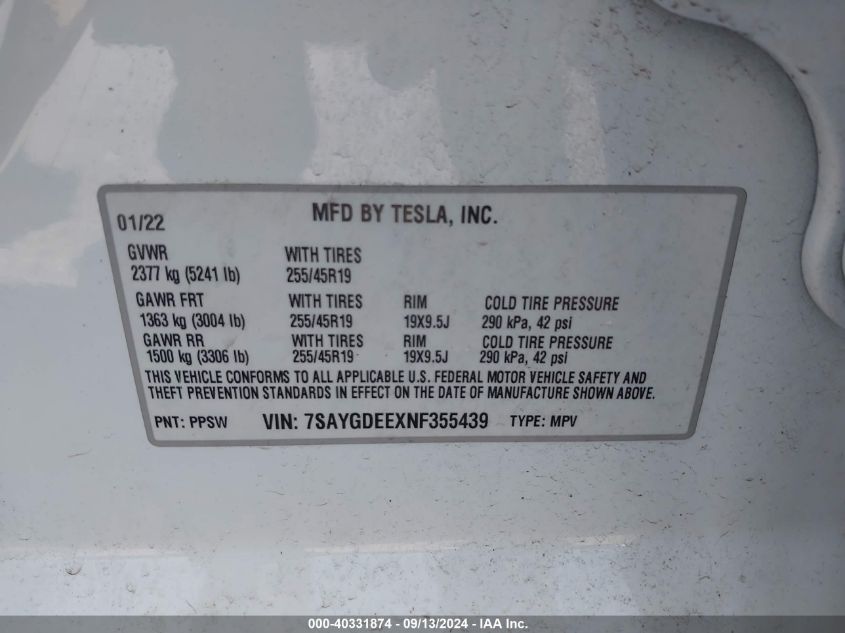 01/22 MFD BY TESLA, INC.
GVWR WITH TIRES
2377 kg (5241 lb) 255/45R19
GAWR FRT WITH TIRES RIM COLD TIRE PRESSURE
1363 kg (3004 lb) 255/45R19 19X9.5J 290 kPa, 42 psi
GAWR RR WITH TIRES RIM COLD TIRE PRESSURE
1500 kg (3306 lb) 255/45R19 19X9.5J 290 kPa, 42 psi
THIS VEHICLE CONFORMS TO ALL APPLICABLE U.S. FEDERAL MOTOR VEHICLE SAFETY AND
THEFT PREVENTION STANDARDS IN EFFECT ON THE DATE OF MANUFACTURE SHOWN ABOVE.
PNT: PPSW VIN: 7SAYGDEEXNF355439 TYPE: MPV
000-40331874 - 09/13/2024 - IAA Inc.